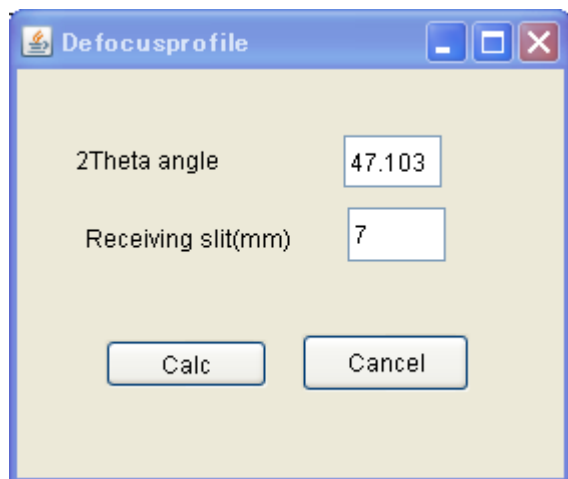 Defocusprofile
2Theta angle 47.103
Receiving slit(mm) 7
Calc Cancel